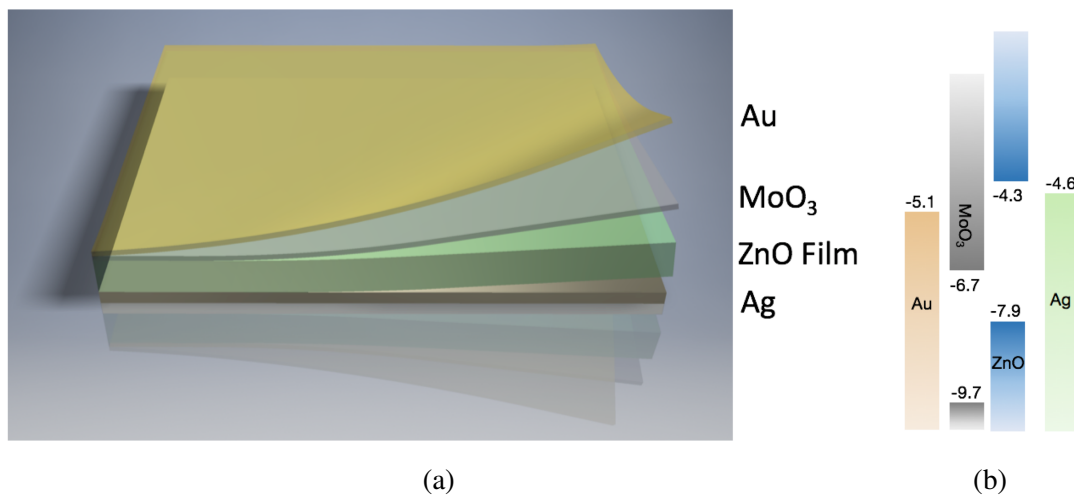 Au
MoO₃
ZnO Film
Ag
-5.1
MoO₃
-4.3
-4.6
-6.7
Au
-7.9
Ag
ZnO
-9.7
(a)
(b)